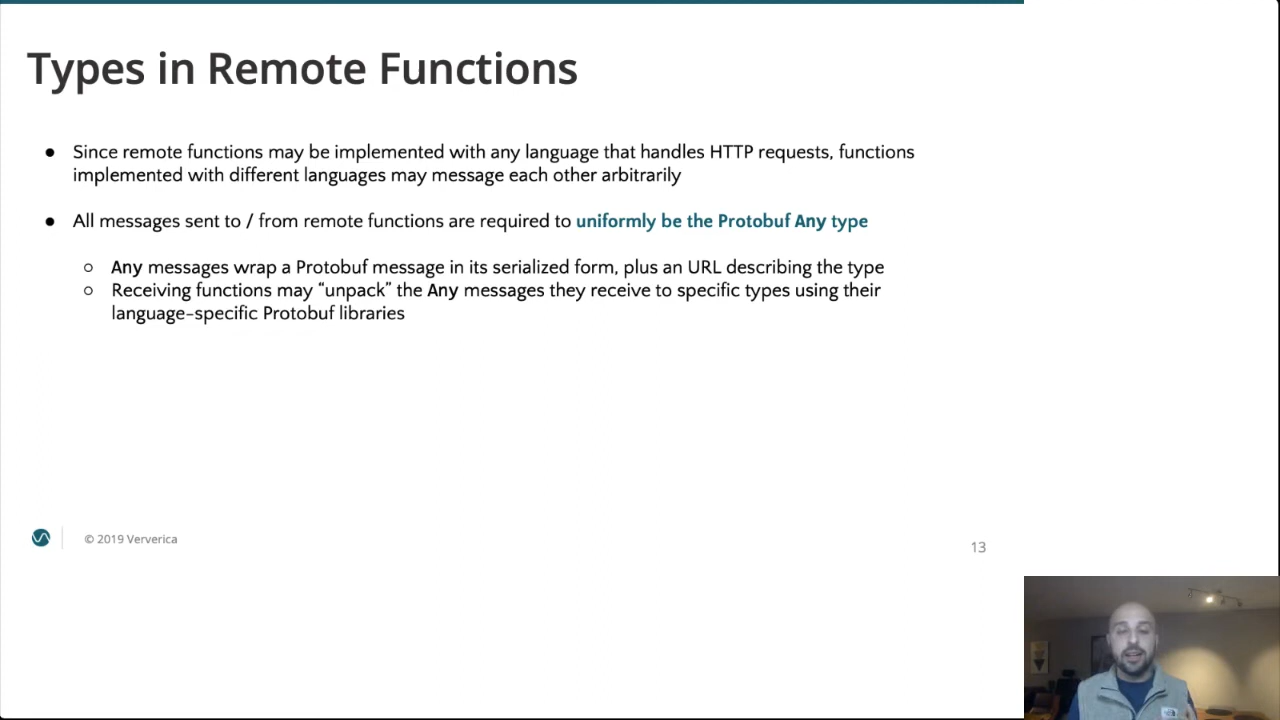 Types in Remote Functions
● Since remote functions may be implemented with any language that handles HTTP requests, functions
implemented with different languages may message each other arbitrarily
● All messages sent to / from remote functions are required to uniformly be the Protobuf Any type
○ Any messages wrap a Protobuf message in its serialized form, plus an URL describing the type
○ Receiving functions may “unpack” the Any messages they receive to specific types using their
language-specific Protobuf libraries
© 2019 Ververica
13